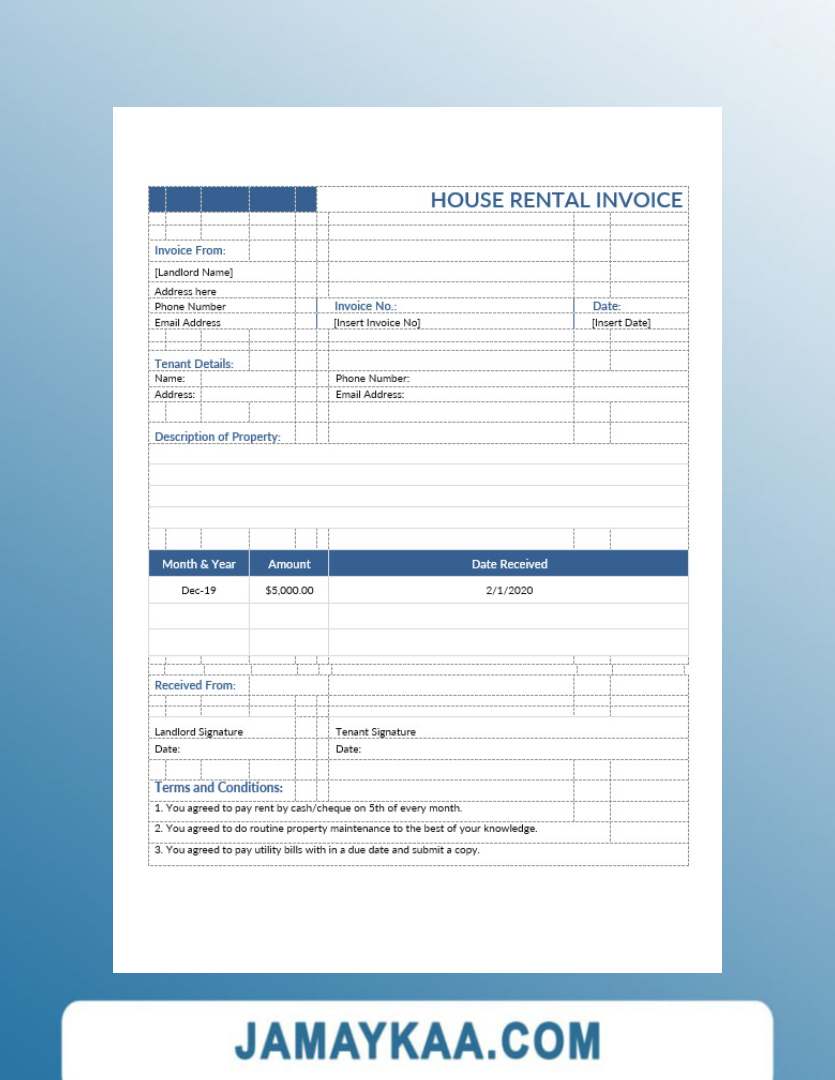 HOUSE RENTAL INVOICE
Invoice From:
[Landlord Name]
Address here
Phone Number Invoice No.: Date:
Email Address [Insert Invoice No] [Insert Date]
Tenant Details:
Name: Phone Number:
Address: Email Address:
Description of Property:
Month & Year Amount Date Received
Dec-19 $5,000.00 2/1/2020
Received From:
Landlord Signature Tenant Signature
Date: Date:
Terms and Conditions:
1. You agreed to pay rent by cash/cheque on 5th of every month.
2. You agreed to do routine property maintenance to the best of your knowledge.
3. You agreed to pay utility bills with in a due date and submit a copy.
JAMAYKAA.COM